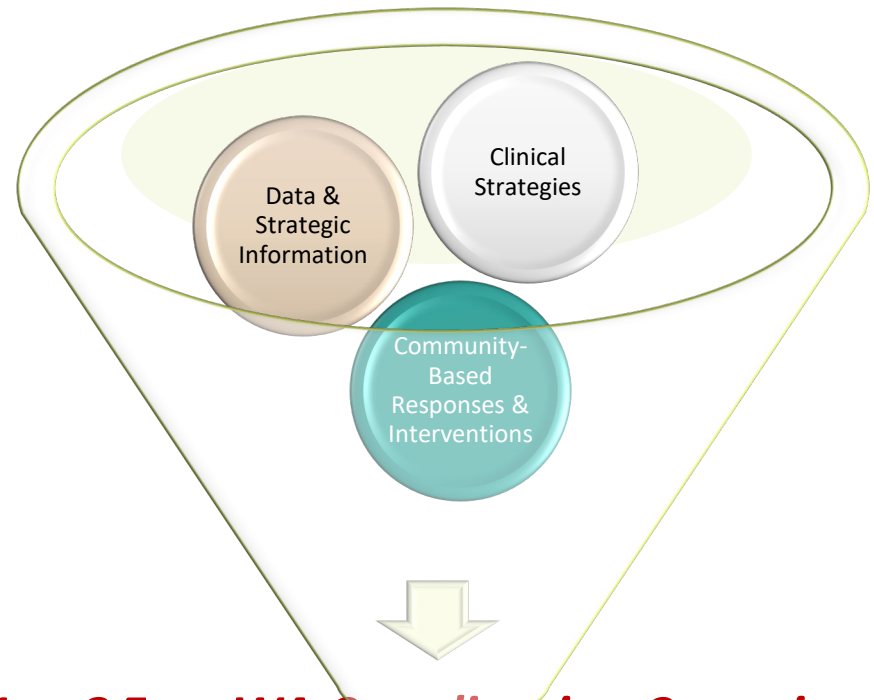 Clinical
Strategies
Data &
Strategic
Information
Community-
Based
Responses &
Interventions